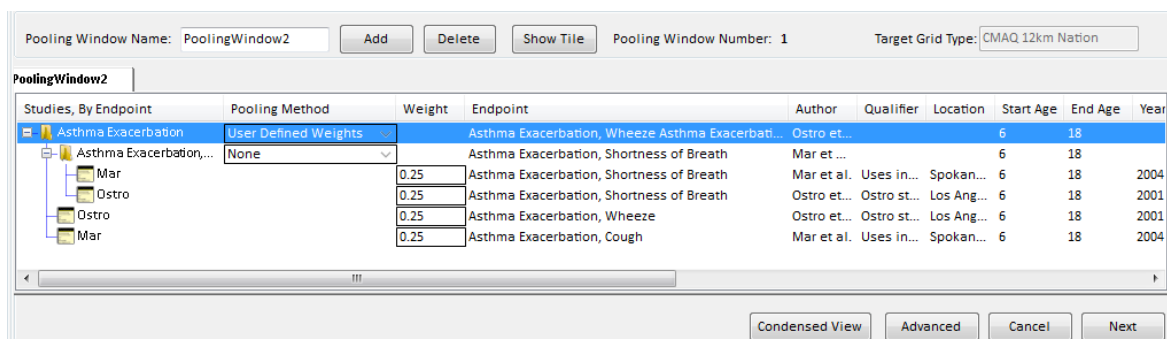 Pooling Window Name: PoolingWindow2 Add Delete Show Tile Pooling Window Number: 1 Target Grid Type: CMAQ 12km Nation
PoolingWindow2
Studies, By Endpoint Pooling Method Weight Endpoint Author Qualifier Location Start Age End Age Year
Asthma Exacerbation User Defined Weights Asthma Exacerbation, Wheeze Asthma Exacerbati... Ostro et... 6 18
Asthma Exacerbation,... None Asthma Exacerbation, Shortness of Breath Mar et ... 6 18
Mar 0.25 Asthma Exacerbation, Shortness of Breath Mar et al. Uses in... Spokan... 6 18 2004
Ostro 0.25 Asthma Exacerbation, Shortness of Breath Ostro et... Ostro st... Los Ang... 6 18 2001
Ostro 0.25 Asthma Exacerbation, Wheeze Ostro et... Ostro st... Los Ang... 6 18 2001
Mar 0.25 Asthma Exacerbation, Cough Mar et al. Uses in... Spokan... 6 18 2004
Condensed View Advanced Cancel Next